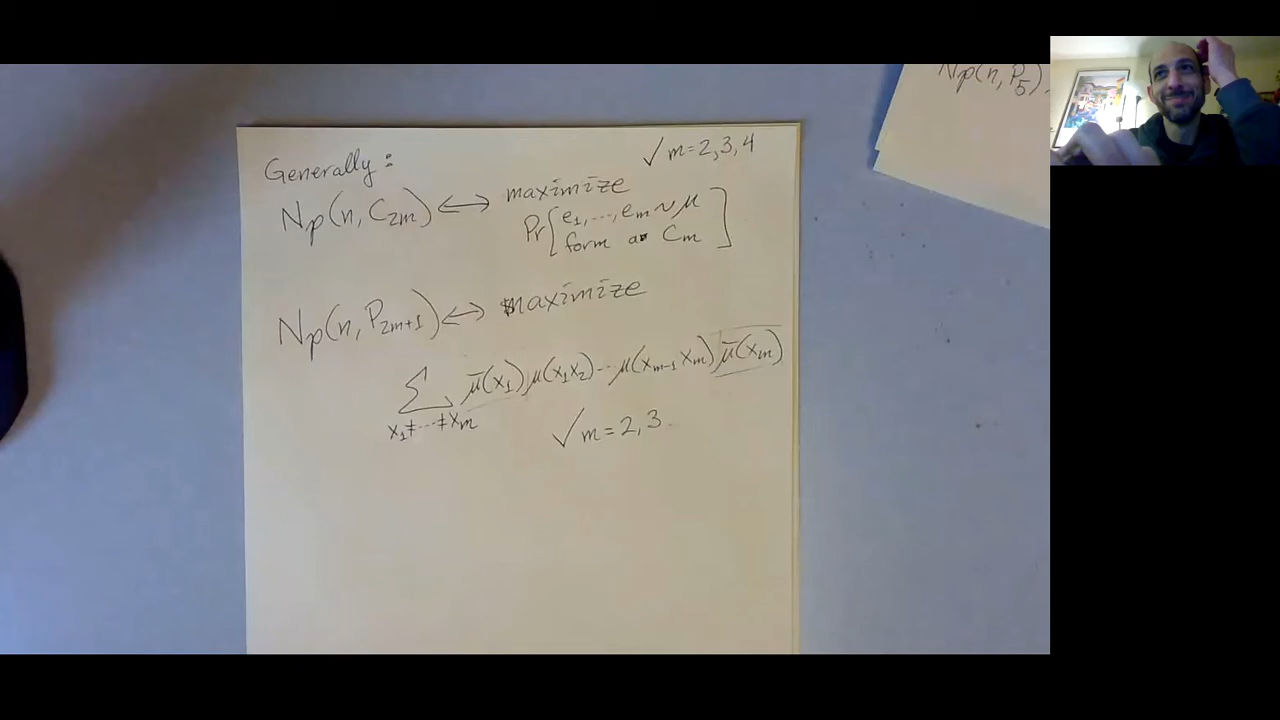 Generally:
√ m=2,3,4
Np(n, C2m) ⟷ maximize
Pr[e1,...,em ~ μ
form a Cm]
Np(n, P2m+1) ⟷ maximize
Σ μ̄(x1) μ(x1x2)···μ(xm-1 xm) μ̄(xm)
x1≠···≠xm
√ m=2,3
Np(n, P5)